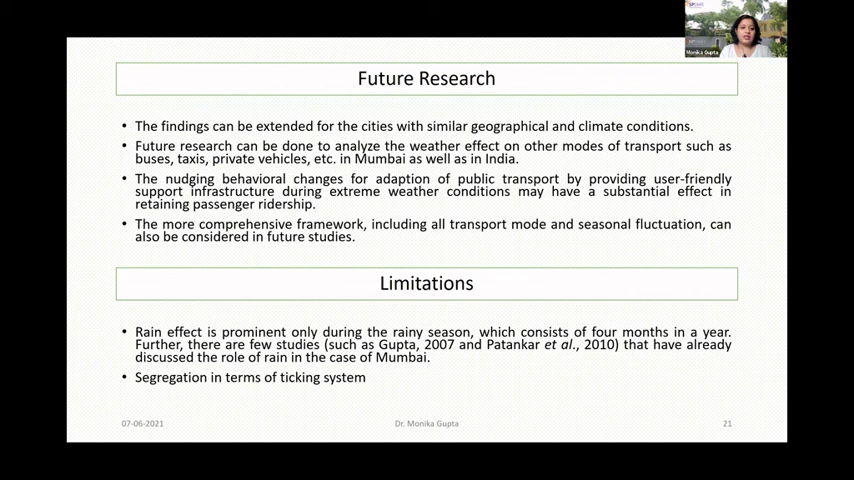 SPJIMR
Monika Gupta
Future Research
• The findings can be extended for the cities with similar geographical and climate conditions.
• Future research can be done to analyze the weather effect on other modes of transport such as
buses, taxis, private vehicles, etc. in Mumbai as well as in India.
• The nudging behavioral changes for adaption of public transport by providing user-friendly
support infrastructure during extreme weather conditions may have a substantial effect in
retaining passenger ridership.
• The more comprehensive framework, including all transport mode and seasonal fluctuation, can
also be considered in future studies.
Limitations
• Rain effect is prominent only during the rainy season, which consists of four months in a year.
Further, there are few studies (such as Gupta, 2007 and Patankar et al., 2010) that have already
discussed the role of rain in the case of Mumbai.
• Segregation in terms of ticking system
07-06-2021
Dr. Monika Gupta
21